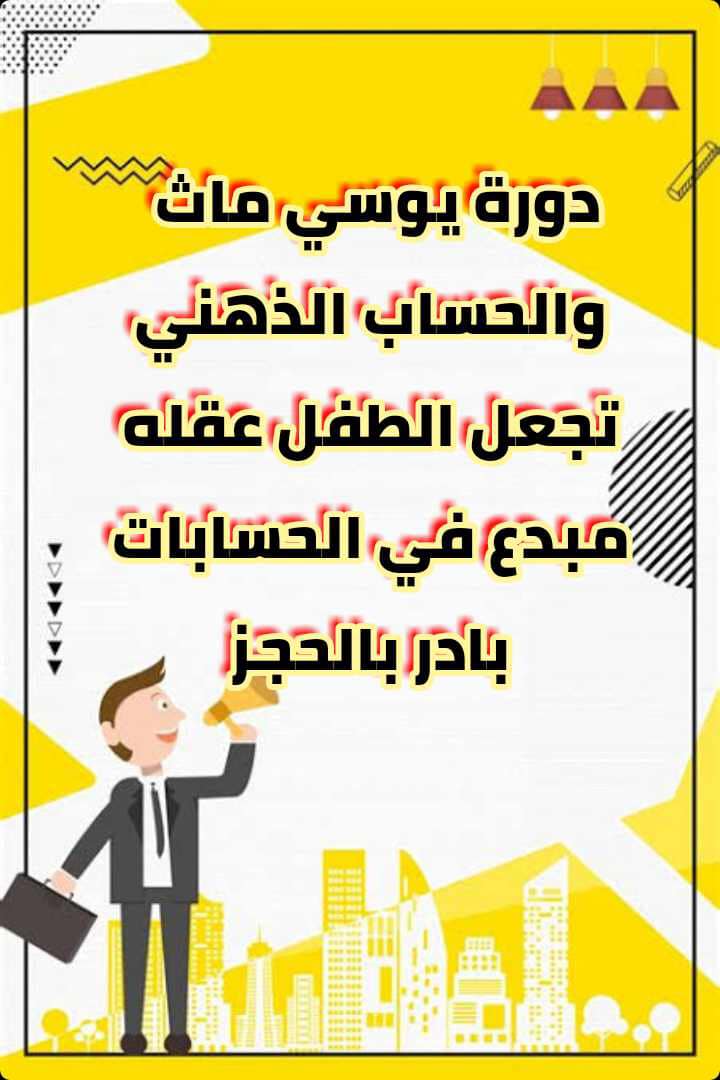 دورة يوسي ماث
والحساب الذهني
تجعل الطفل عقله
مبدع في الحسابات
بادر بالحجز